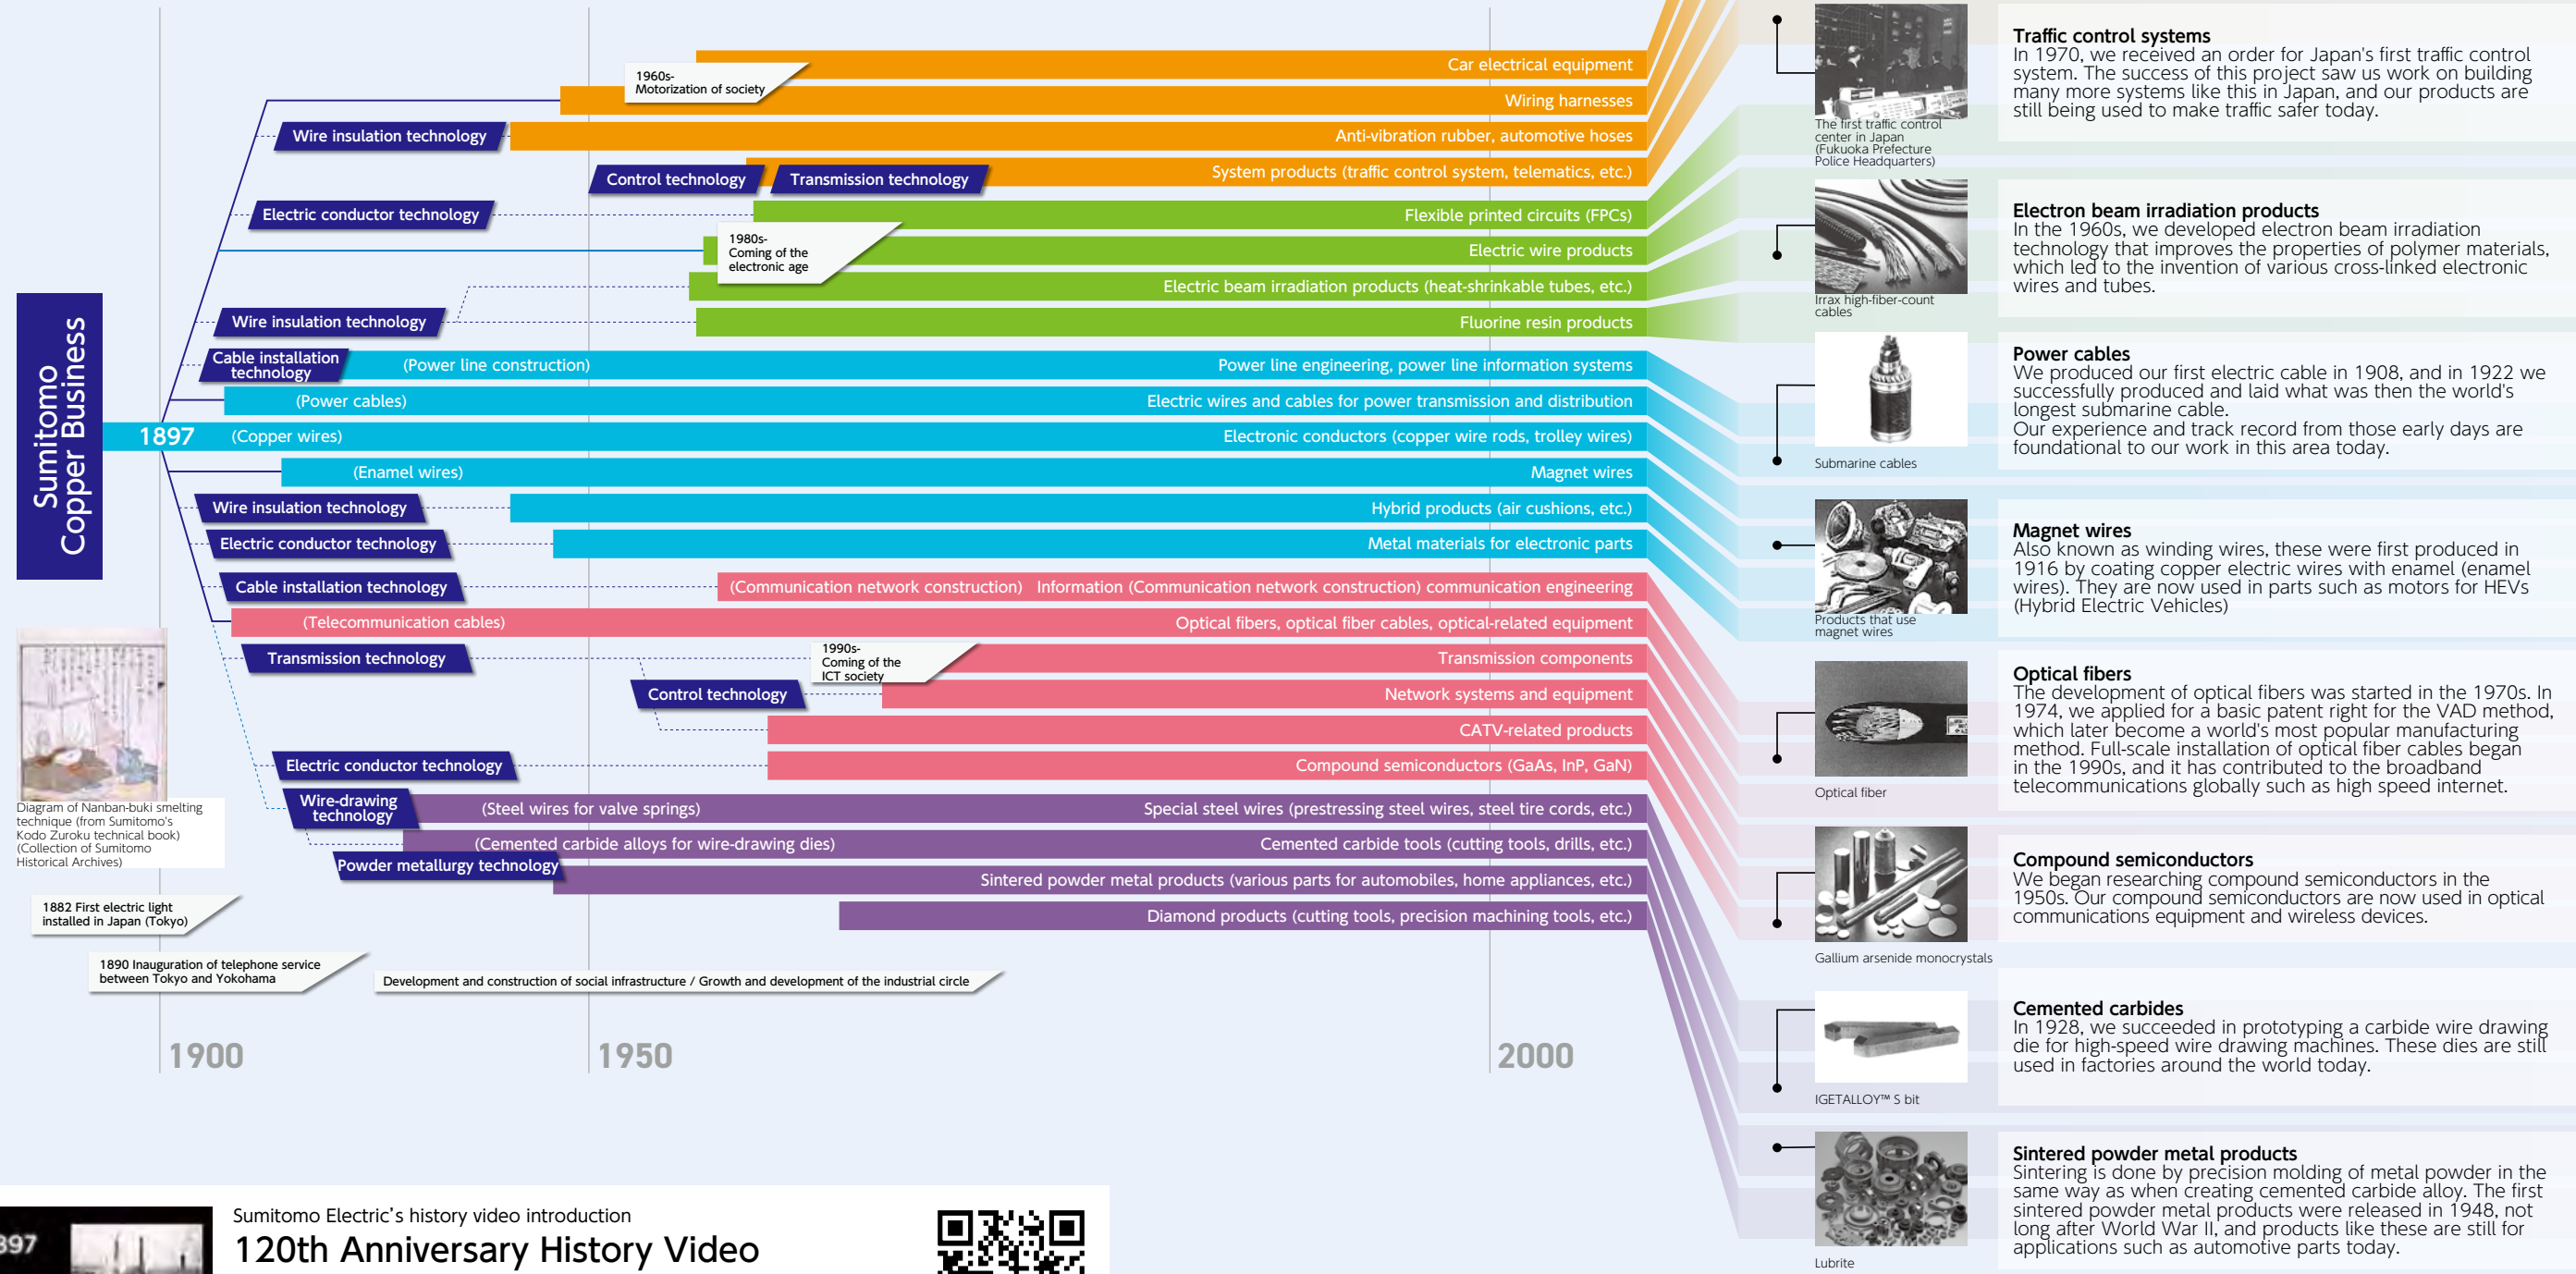 Car electrical equipment
1960s-
Motorization of society
Wiring harnesses
Wire insulation technology
Anti-vibration rubber, automotive hoses
Control technology
Transmission technology
System products (traffic control system, telematics, etc.)
Electric conductor technology
Flexible printed circuits (FPCs)
1980s-
Coming of the
electronic age
Electric wire products
Electric beam irradiation products (heat-shrinkable tubes, etc.)
Wire insulation technology
Fluorine resin products
Sumitomo
Copper Business
Cable installation
technology
(Power line construction)
Power line engineering, power line information systems
(Power cables)
Electric wires and cables for power transmission and distribution
1897
(Copper wires)
Electronic conductors (copper wire rods, trolley wires)
(Enamel wires)
Magnet wires
Wire insulation technology
Hybrid products (air cushions, etc.)
Electric conductor technology
Metal materials for electronic parts
Cable installation technology
(Communication network construction)
Information (Communication network construction) communication engineering
(Telecommunication cables)
Optical fibers, optical fiber cables, optical-related equipment
Transmission technology
1990s-
Coming of the
ICT society
Transmission components
Control technology
Network systems and equipment
CATV-related products
Electric conductor technology
Compound semiconductors (GaAs, InP, GaN)
Wire-drawing
technology
(Steel wires for valve springs)
Special steel wires (prestressing steel wires, steel tire cords, etc.)
(Cemented carbide alloys for wire-drawing dies)
Cemented carbide tools (cutting tools, drills, etc.)
Powder metallurgy technology
Sintered powder metal products (various parts for automobiles, home appliances, etc.)
Diamond products (cutting tools, precision machining tools, etc.)
Diagram of Nanban-buki smelting
technique (from Sumitomo's
Kodo Zuroku technical book)
(Collection of Sumitomo
Historical Archives)
1882 First electric light
installed in Japan (Tokyo)
1890 Inauguration of telephone service
between Tokyo and Yokohama
Development and construction of social infrastructure / Growth and development of the industrial circle
1900
1950
2000
Traffic control systems
In 1970, we received an order for Japan's first traffic control
system. The success of this project saw us work on building
many more systems like this in Japan, and our products are
still being used to make traffic safer today.
The first traffic control
center in Japan
(Fukuoka Prefecture
Police Headquarters)
Electron beam irradiation products
In the 1960s, we developed electron beam irradiation
technology that improves the properties of polymer materials,
which led to the invention of various cross-linked electronic
wires and tubes.
Irrax high-fiber-count
cables
Power cables
We produced our first electric cable in 1908, and in 1922 we
successfully produced and laid what was then the world's
longest submarine cable.
Our experience and track record from those early days are
foundational to our work in this area today.
Submarine cables
Magnet wires
Also known as winding wires, these were first produced in
1916 by coating copper electric wires with enamel (enamel
wires). They are now used in parts such as motors for HEVs
(Hybrid Electric Vehicles)
Products that use
magnet wires
Optical fibers
The development of optical fibers was started in the 1970s. In
1974, we applied for a basic patent right for the VAD method,
which later become a world's most popular manufacturing
method. Full-scale installation of optical fiber cables began
in the 1990s, and it has contributed to the broadband
telecommunications globally such as high speed internet.
Optical fiber
Compound semiconductors
We began researching compound semiconductors in the
1950s. Our compound semiconductors are now used in optical
communications equipment and wireless devices.
Gallium arsenide monocrystals
Cemented carbides
In 1928, we succeeded in prototyping a carbide wire drawing
die for high-speed wire drawing machines. These dies are still
used in factories around the world today.
IGETALLOY™ S bit
Sintered powder metal products
Sintering is done by precision molding of metal powder in the
same way as when creating cemented carbide alloy. The first
sintered powder metal products were released in 1948, not
long after World War II, and products like these are still for
applications such as automotive parts today.
Lubrite
897
Sumitomo Electric's history video introduction
120th Anniversary History Video